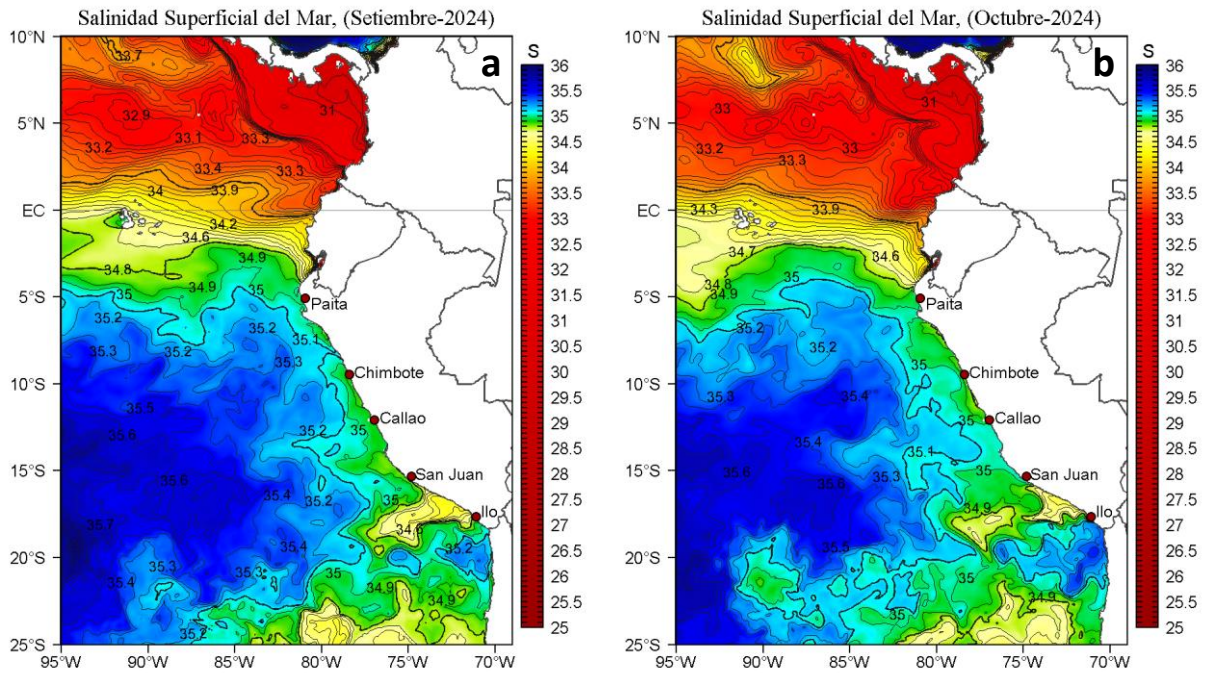 Salinidad Superficial del Mar, (Setiembre-2024)
10°N
5°N
EC
5°S
10°S
15°S
20°S
25°S
95°W
90°W
85°W
80°W
75°W
70°W
a
S
36
35.5
35
34.5
34
33.5
33
32.5
32
31.5
31
30.5
30
29.5
29
28.5
28
27.5
27
26.5
26
25.5
25
33.7
31
32.9
33.1
33.3
33.2
33.4
33.3
34
33.9
34.2
34.6
34.9
34.8
34.9
35
35
Paita
35.2
35.2
35.1
35.3
35.2
35.3
Chimbote
35.5
Callao
35.6
35.2
35
San Juan
35.6
35.4
35.2
35
Ilo
35.7
34.6
35.4
35.2
35.3
35.3
35
35.4
34.9
34.9
35.2
Salinidad Superficial del Mar, (Octubre-2024)
10°N
5°N
EC
5°S
10°S
15°S
20°S
25°S
95°W
90°W
85°W
80°W
75°W
70°W
b
S
36
35.5
35
34.5
34
33.5
33
32.5
32
31.5
31
30.5
30
29.5
29
28.5
28
27.5
27
26.5
26
25.5
25
31
33
33.2
33
33.3
34.3
33.9
34.7
34.6
34.8
34.9
35
Paita
35.2
35.2
35
Chimbote
35.3
35.4
35
Callao
35.4
35.1
35.6
35.3
35
San Juan
34.9
Ilo
35
34.9
35